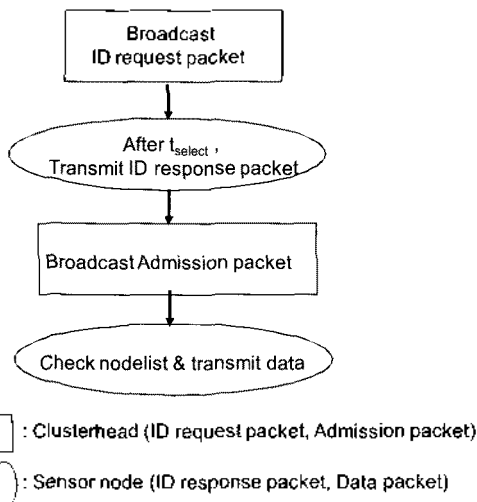 Broadcast
ID request packet
After tselect ,
Transmit ID response packet
Broadcast Admission packet
Check nodelist & transmit data
: Clusterhead (ID request packet, Admission packet)
: Sensor node (ID response packet, Data packet)